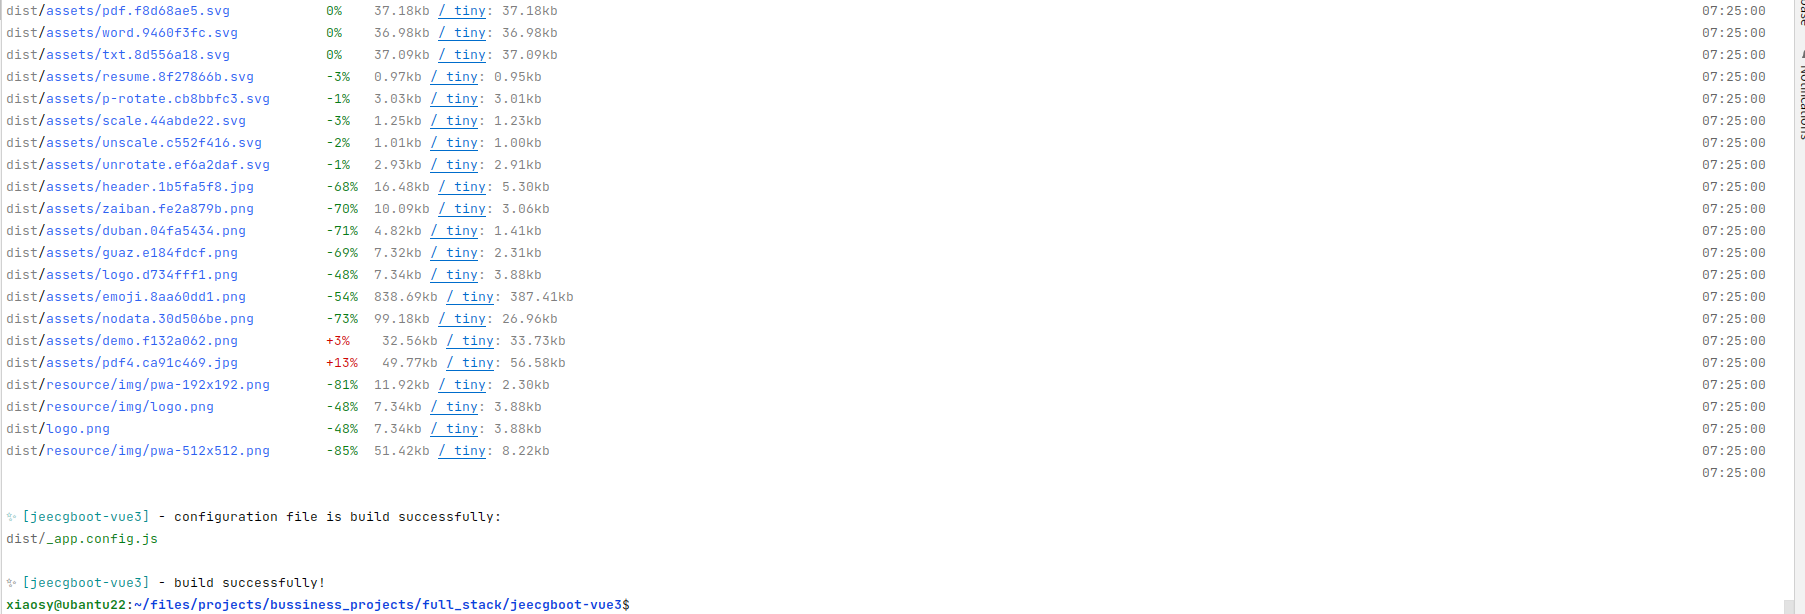 dist/assets/pdf.f8d68ae5.svg 0% 37.18kb / tiny: 37.18kb 07:25:00
dist/assets/word.9460f3fc.svg 0% 36.98kb / tiny: 36.98kb 07:25:00
dist/assets/txt.8d556a18.svg 0% 37.09kb / tiny: 37.09kb 07:25:00
dist/assets/resume.8f27866b.svg -3% 0.97kb / tiny: 0.95kb 07:25:00
dist/assets/p-rotate.cb8bbfc3.svg -1% 3.03kb / tiny: 3.01kb 07:25:00
dist/assets/scale.44abde22.svg -3% 1.25kb / tiny: 1.23kb 07:25:00
dist/assets/unscale.c552f416.svg -2% 1.01kb / tiny: 1.00kb 07:25:00
dist/assets/unrotate.ef6a2daf.svg -1% 2.93kb / tiny: 2.91kb 07:25:00
dist/assets/header.1b5fa5f8.jpg -68% 16.48kb / tiny: 5.30kb 07:25:00
dist/assets/zaiban.fe2a879b.png -70% 10.09kb / tiny: 3.06kb 07:25:00
dist/assets/duban.04fa5434.png -71% 4.82kb / tiny: 1.41kb 07:25:00
dist/assets/guaz.e184fdcf.png -69% 7.32kb / tiny: 2.31kb 07:25:00
dist/assets/logo.d734fff1.png -48% 7.34kb / tiny: 3.88kb 07:25:00
dist/assets/emoji.8aa60dd1.png -54% 838.69kb / tiny: 387.41kb 07:25:00
dist/assets/nodata.30d506be.png -73% 99.18kb / tiny: 26.96kb 07:25:00
dist/assets/demo.f132a062.png +3% 32.56kb / tiny: 33.73kb 07:25:00
dist/assets/pdf4.ca91c469.jpg +13% 49.77kb / tiny: 56.58kb 07:25:00
dist/resource/img/pwa-192x192.png -81% 11.92kb / tiny: 2.30kb 07:25:00
dist/resource/img/logo.png -48% 7.34kb / tiny: 3.88kb 07:25:00
dist/logo.png -48% 7.34kb / tiny: 3.88kb 07:25:00
dist/resource/img/pwa-512x512.png -85% 51.42kb / tiny: 8.22kb 07:25:00
07:25:00
✨ [jeecgboot-vue3] - configuration file is build successfully:
dist/_app.config.js
✨ [jeecgboot-vue3] - build successfully!
xiaosy@ubantu22:~/files/projects/bussiness_projects/full_stack/jeecgboot-vue3$
Notifications